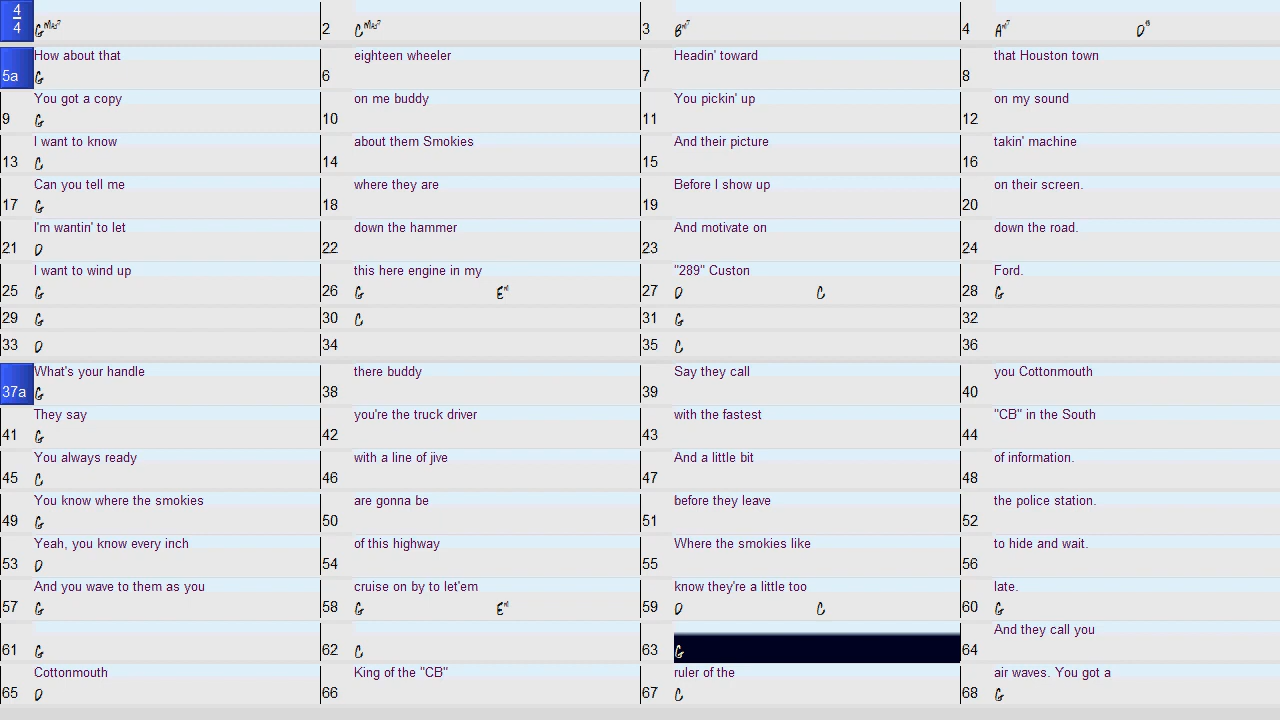 4/4 G Maj7 2 C Maj7 3 B m7 4 A m7 D 9
How about that eighteen wheeler Headin' toward that Houston town
5a G 6 7 8
You got a copy on me buddy You pickin' up on my sound
9 G 10 11 12
I want to know about them Smokies And their picture takin' machine
13 C 14 15 16
Can you tell me where they are Before I show up on their screen.
17 G 18 19 20
I'm wantin' to let down the hammer And motivate on down the road.
21 D 22 23 24
I want to wind up this here engine in my "289" Custon Ford.
25 G 26 G E m 27 D C 28 G
29 G 30 C 31 G 32
33 D 34 35 C 36
What's your handle there buddy Say they call you Cottonmouth
37a G 38 39 40
They say you're the truck driver with the fastest "CB" in the South
41 G 42 43 44
You always ready with a line of jive And a little bit of information.
45 C 46 47 48
You know where the smokies are gonna be before they leave the police station.
49 G 50 51 52
Yeah, you know every inch of this highway Where the smokies like to hide and wait.
53 D 54 55 56
And you wave to them as you cruise on by to let'em know they're a little too late.
57 G 58 G E m 59 D C 60 G
And they call you
61 G 62 C 63 G 64
Cottonmouth King of the "CB" ruler of the air waves. You got a
65 D 66 67 C 68 G